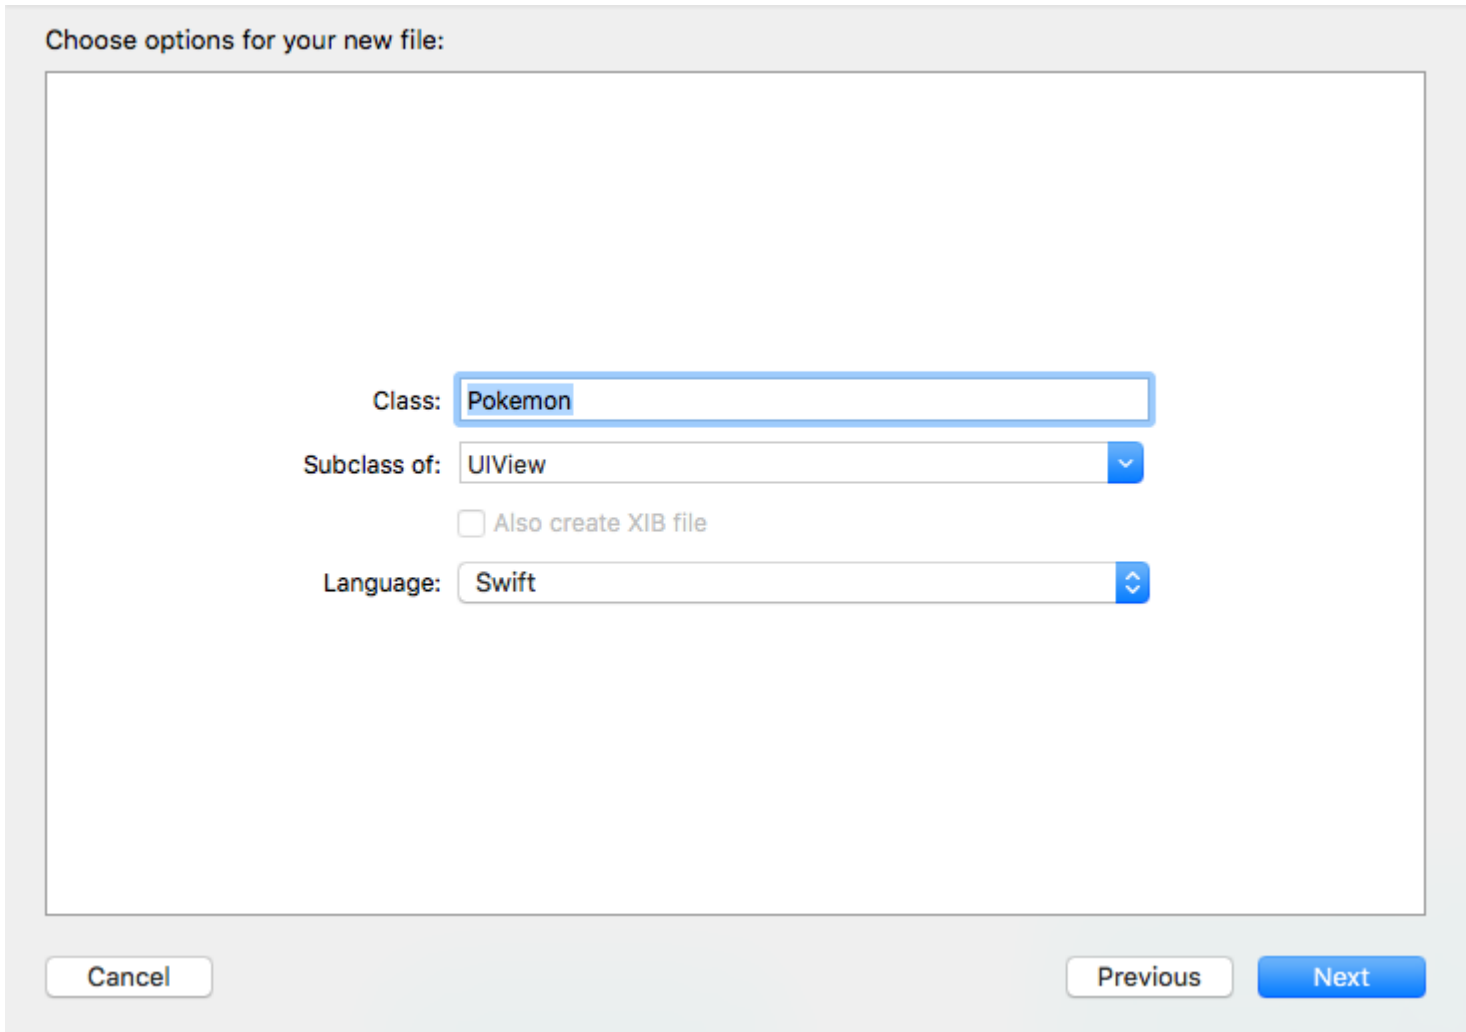 Choose options for your new file:
Class: Pokemon
Subclass of: UIView
Also create XIB file
Language: Swift
Cancel Previous Next